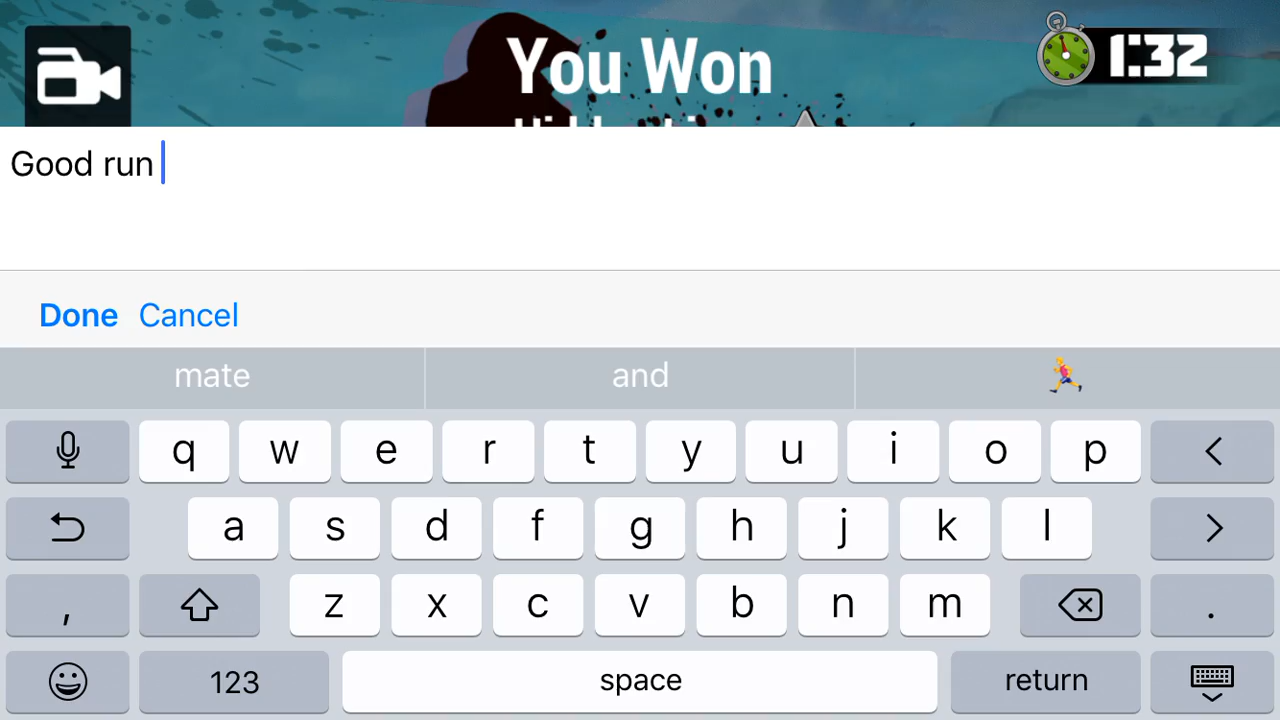 You Won
1:32
Good run
Done Cancel
mate and
q w e r t y u i o p <
a s d f g h j k l >
, z x c v b n m .
123 space return